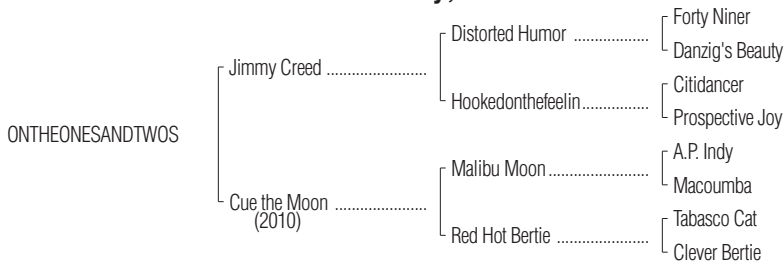 Forty Niner
Distorted Humor ....................
Danzig's Beauty
Jimmy Creed ..........................
Citidancer
Hookedonthefeelin.................
Prospective Joy
ONTHEONESANDTWOS
A.P. Indy
Malibu Moon..........................
Macoumba
Cue the Moon ........................
(2010)
Tabasco Cat
Red Hot Bertie ........................
Clever Bertie